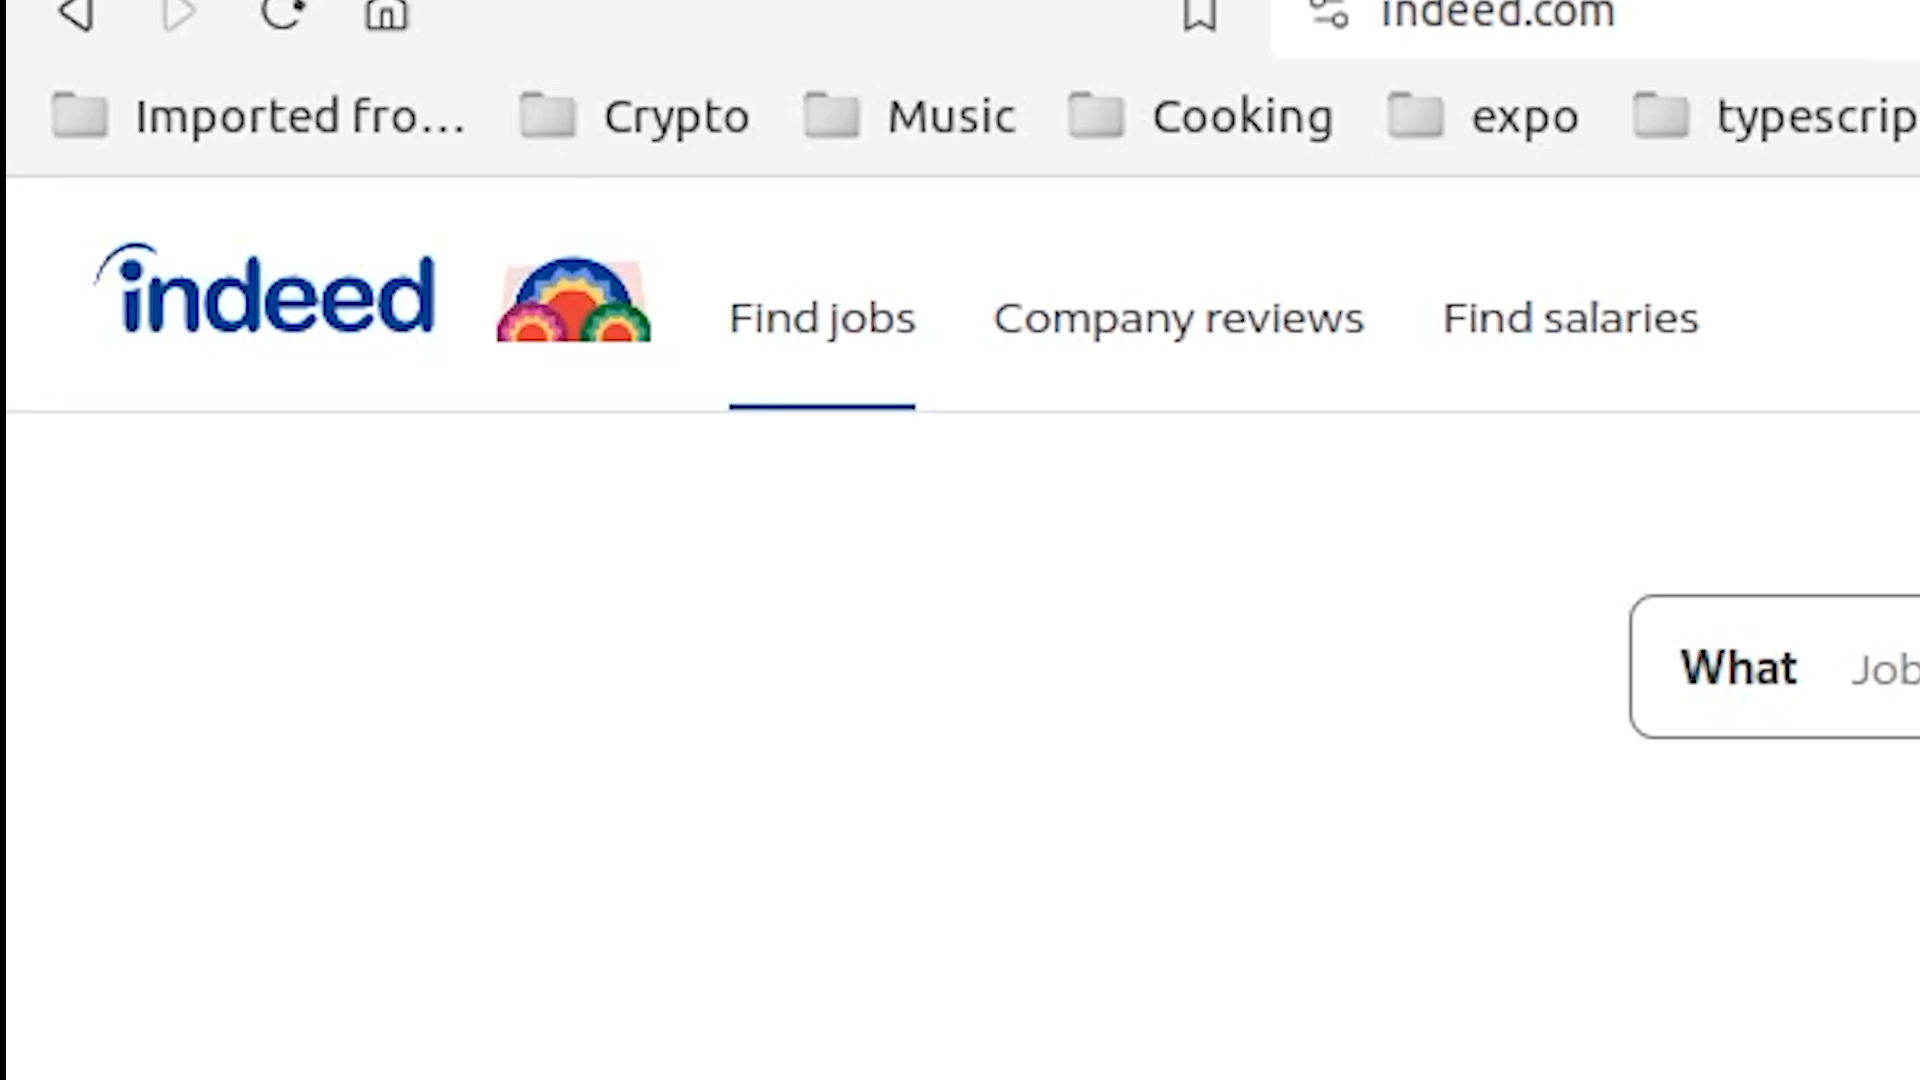 indeed.com
Imported fro... Crypto Music Cooking expo typescrip
indeed Find jobs Company reviews Find salaries
What Job